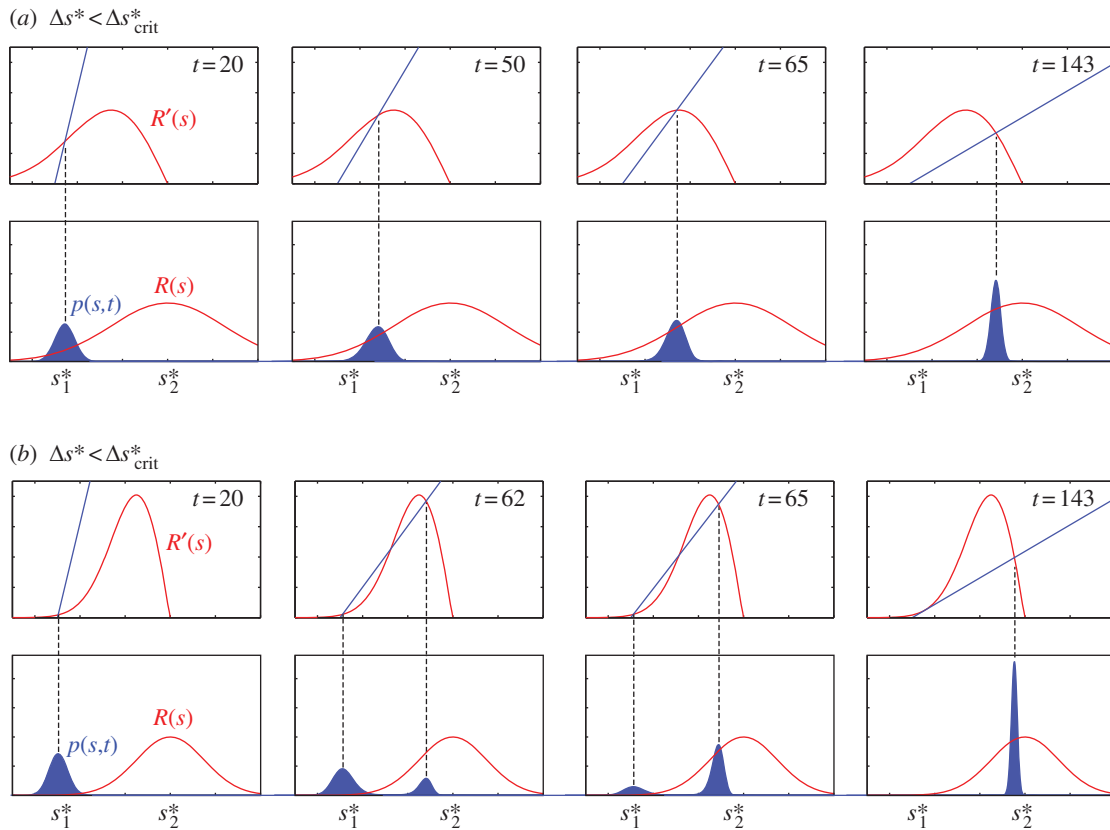 (a) Δs* < Δs*crit
t = 20 t = 50 t = 65 t = 143
R′(s)
R(s)
p(s,t)
s*1 s*2 s*1 s*2 s*1 s*2 s*1 s*2
(b) Δs* < Δs*crit
t = 20 t = 62 t = 65 t = 143
R′(s)
R(s)
p(s,t)
s*1 s*2 s*1 s*2 s*1 s*2 s*1 s*2